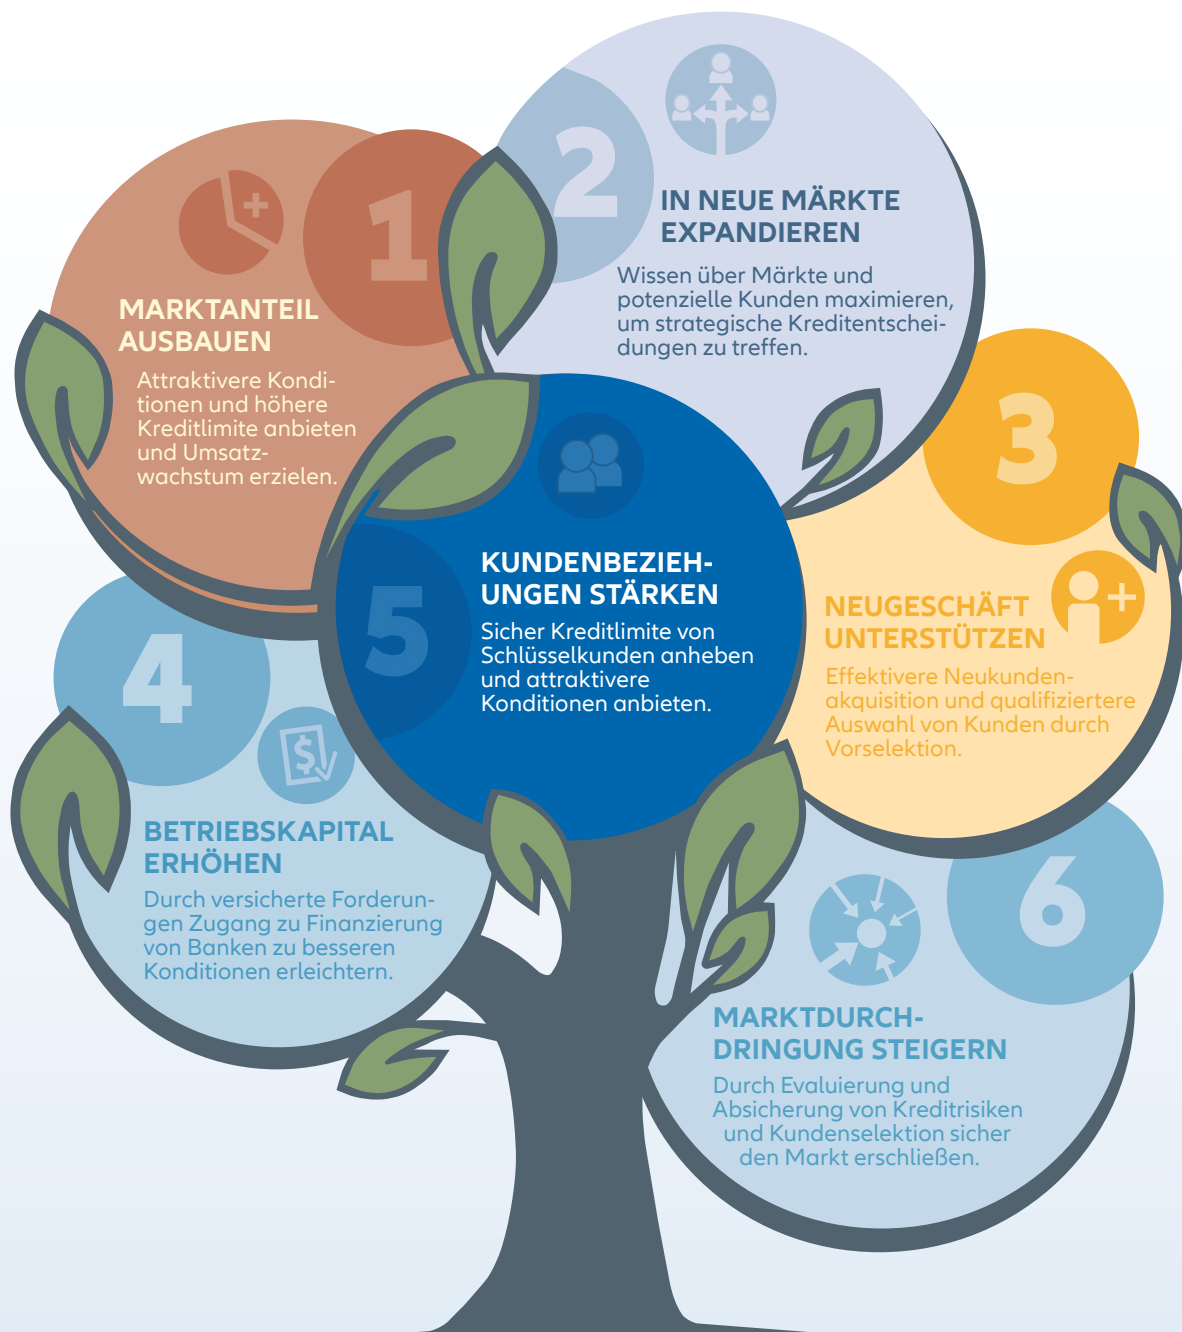 1
MARKTANTEIL
AUSBAUEN
Attraktivere Kondi-
tionen und höhere
Kreditlimite anbieten
und Umsatz-
wachstum erzielen.
2
IN NEUE MÄRKTE
EXPANDIEREN
Wissen über Märkte und
potenzielle Kunden maximieren,
um strategische Kreditentschei-
dungen zu treffen.
3
NEUGESCHÄFT
UNTERSTÜTZEN
Effektivere Neukunden-
akquisition und qualifiziertere
Auswahl von Kunden durch
Vorselektion.
4
$
BETRIEBSKAPITAL
ERHÖHEN
Durch versicherte Forderun-
gen Zugang zu Finanzierung
von Banken zu besseren
Konditionen erleichtern.
5
KUNDENBEZIEH-
UNGEN STÄRKEN
Sicher Kreditlimite von
Schlüsselkunden anheben
und attraktivere
Konditionen anbieten.
6
MARKTDURCH-
DRINGUNG STEIGERN
Durch Evaluierung und
Absicherung von Kreditrisiken
und Kundenselektion sicher
den Markt erschließen.